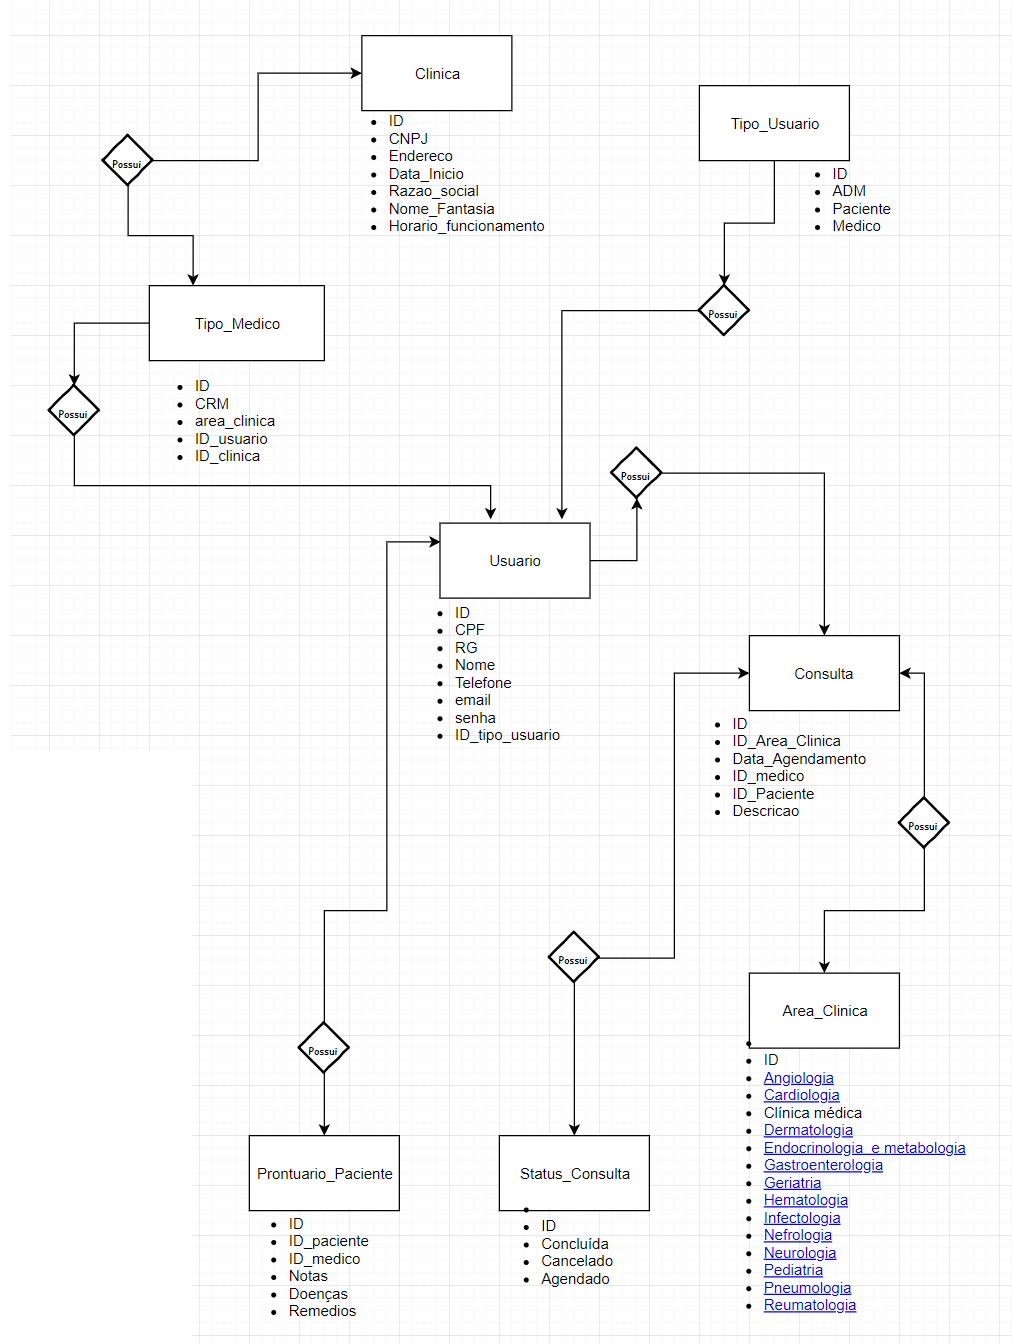 Clinica
ID
CNPJ
Endereco
Data_Inicio
Razao_social
Nome_Fantasia
Horario_funcionamento
Tipo_Usuario
ID
ADM
Paciente
Medico
Possui
Possui
Tipo_Medico
ID
CRM
area_clinica
ID_usuario
ID_clinica
Possui
Possui
Usuario
ID
CPF
RG
Nome
Telefone
email
senha
ID_tipo_usuario
Consulta
ID
ID_Area_Clinica
Data_Agendamento
ID_medico
ID_Paciente
Descricao
Possui
Possui
Possui
Area_Clinica
ID
Angiologia
Cardiologia
Clínica médica
Dermatologia
Endocrinologia e metabologia
Gastroenterologia
Geriatria
Hematologia
Infectologia
Nefrologia
Neurologia
Pediatria
Pneumologia
Reumatologia
Prontuario_Paciente
ID
ID_paciente
ID_medico
Notas
Doenças
Remedios
Status_Consulta
ID
Concluída
Cancelado
Agendado